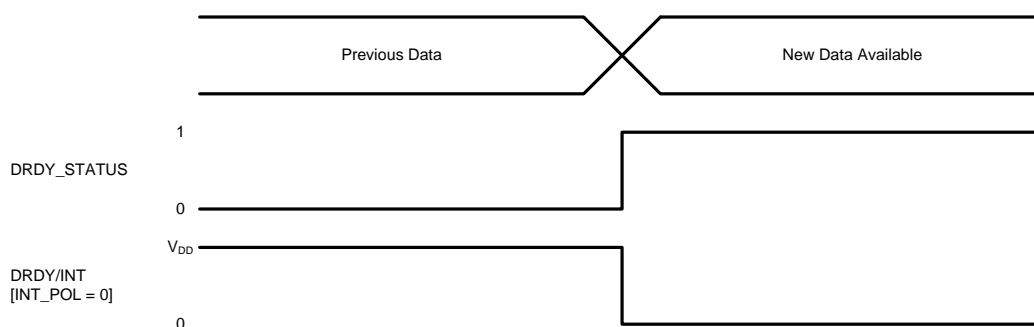 Previous Data
New Data Available
1
DRDY_STATUS
0
VDD
DRDY/INT
[INT_POL = 0]
0